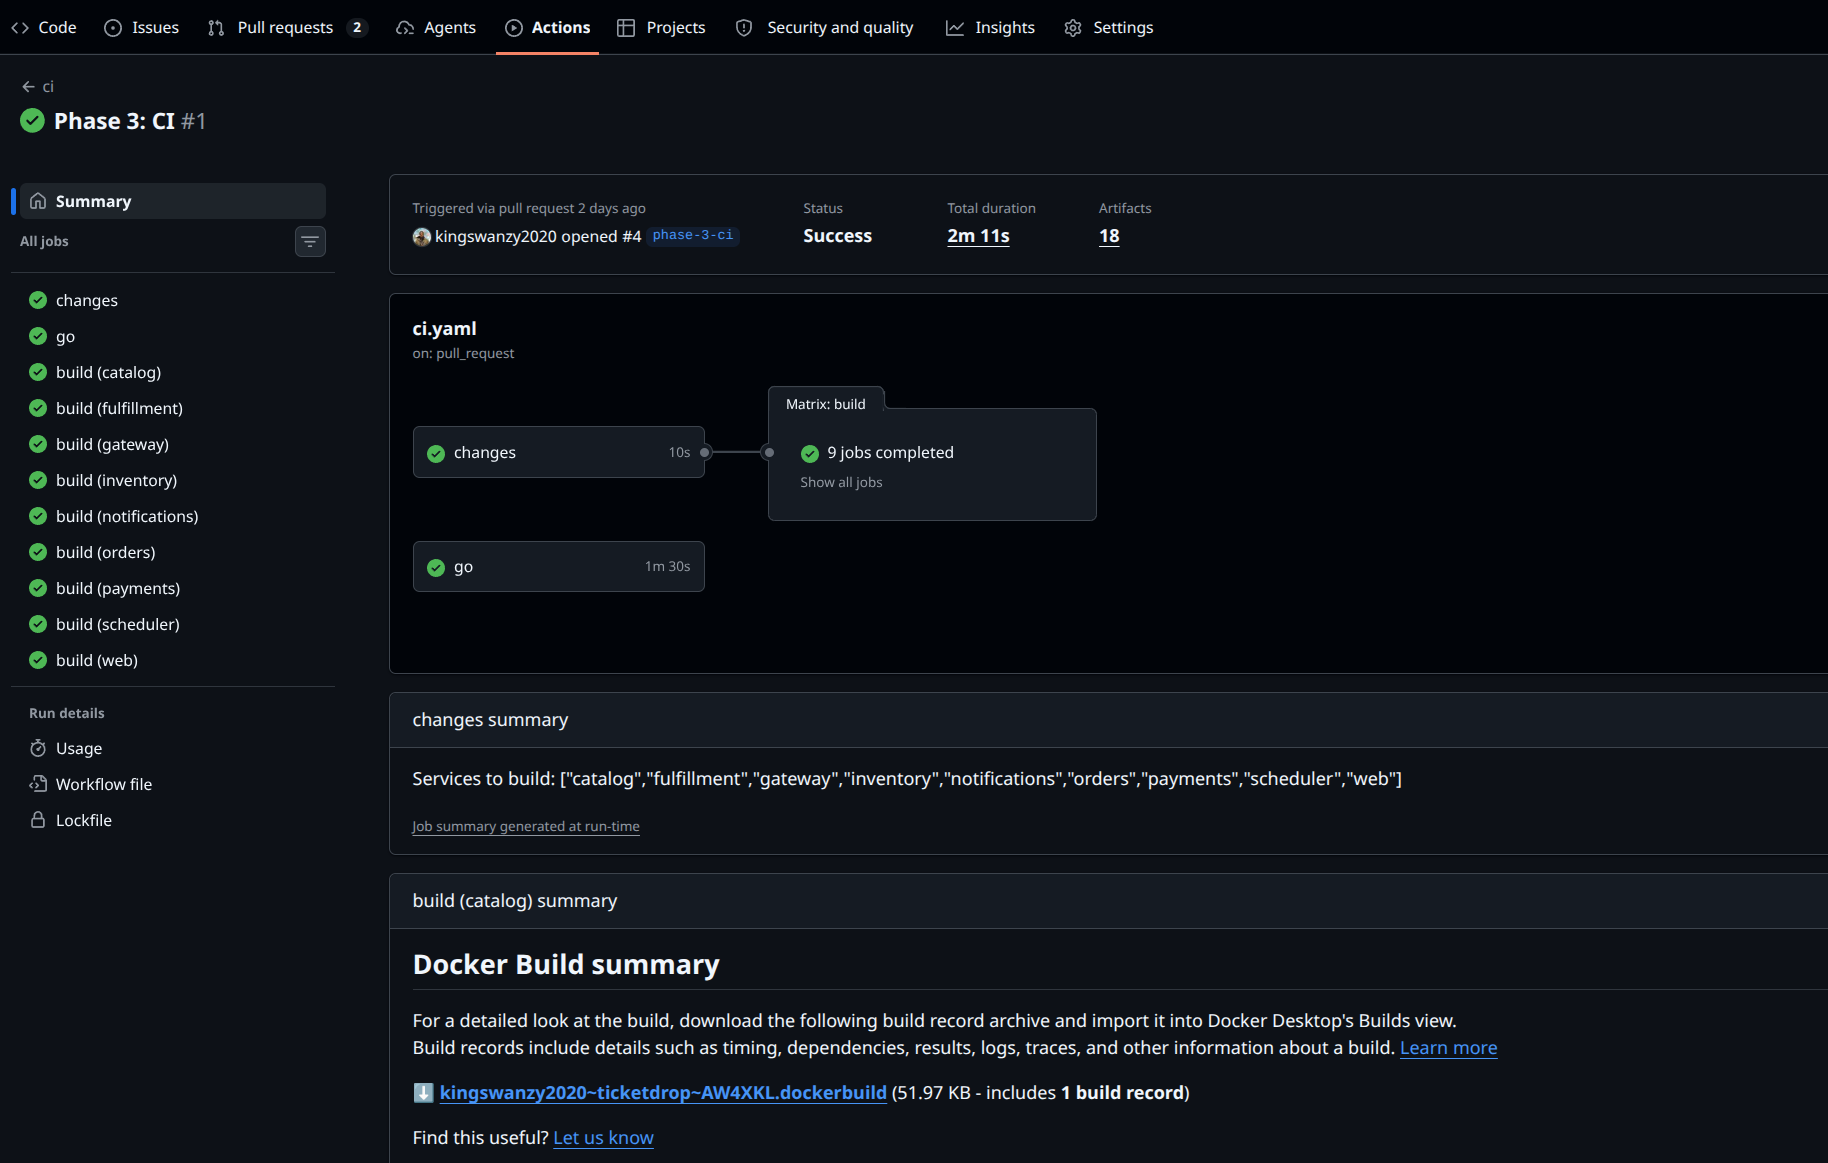 Code Issues Pull requests 2 Agents Actions Projects Security and quality Insights Settings
ci
Phase 3: CI #1
Summary
All jobs
changes
go
build (catalog)
build (fulfillment)
build (gateway)
build (inventory)
build (notifications)
build (orders)
build (payments)
build (scheduler)
build (web)
Run details
Usage
Workflow file
Lockfile
Triggered via pull request 2 days ago
kingswanzy2020 opened #4 phase-3-ci
Status
Success
Total duration
2m 11s
Artifacts
18
ci.yaml
on: pull_request
changes 10s
Matrix: build
9 jobs completed
Show all jobs
go 1m 30s
changes summary
Services to build: ["catalog","fulfillment","gateway","inventory","notifications","orders","payments","scheduler","web"]
Job summary generated at run-time
build (catalog) summary
Docker Build summary
For a detailed look at the build, download the following build record archive and import it into Docker Desktop's Builds view.
Build records include details such as timing, dependencies, results, logs, traces, and other information about a build. Learn more
kingswanzy2020~ticketdrop~AW4XKL.dockerbuild (51.97 KB - includes 1 build record)
Find this useful? Let us know